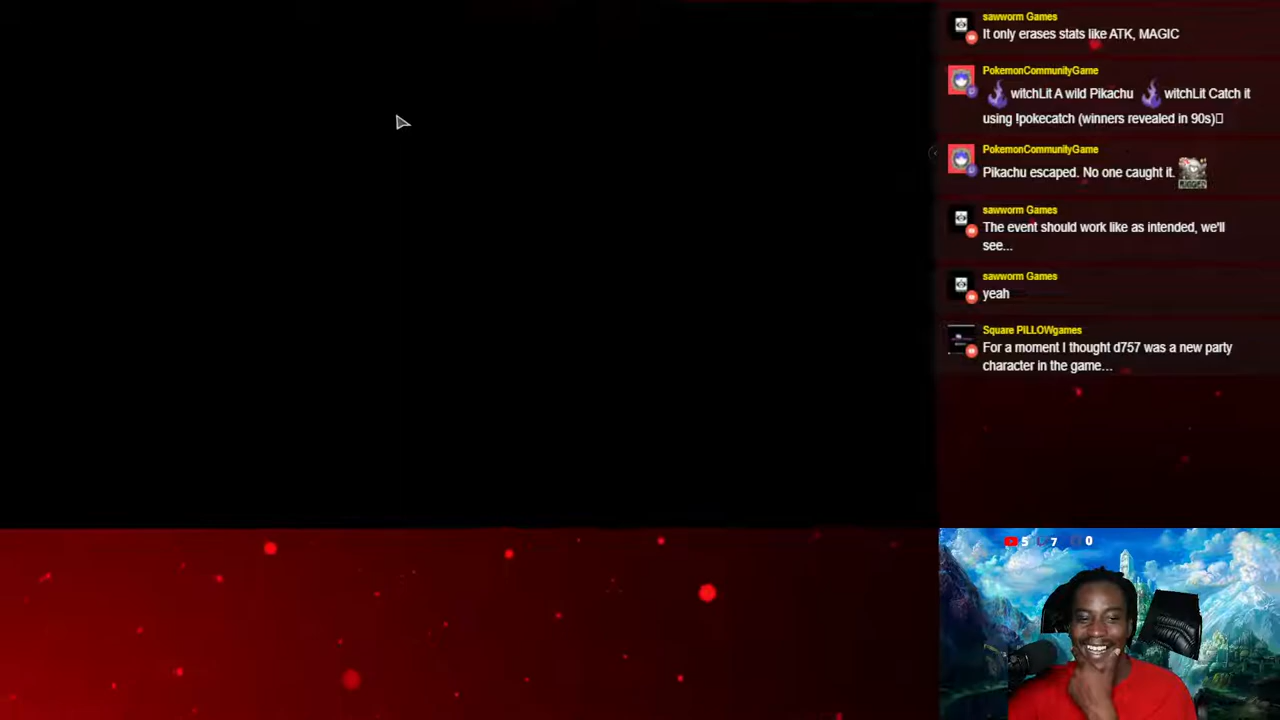 sawworm Games
It only erases stats like ATK, MAGIC
PokemonCommunityGame
witchLit A wild Pikachu witchLit Catch it
using !pokecatch (winners revealed in 90s)
PokemonCommunityGame
Pikachu escaped. No one caught it.
sawworm Games
The event should work like as intended, we'll
see...
sawworm Games
yeah
Square PiLLOWgames
For a moment I thought d757 was a new party
character in the game...
5 7 0